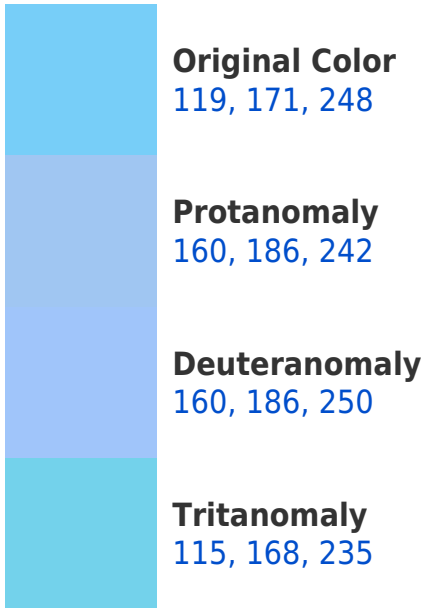 Original Color
119, 171, 248
Protanomaly
160, 186, 242
Deuteranomaly
160, 186, 250
Tritanomaly
115, 168, 235